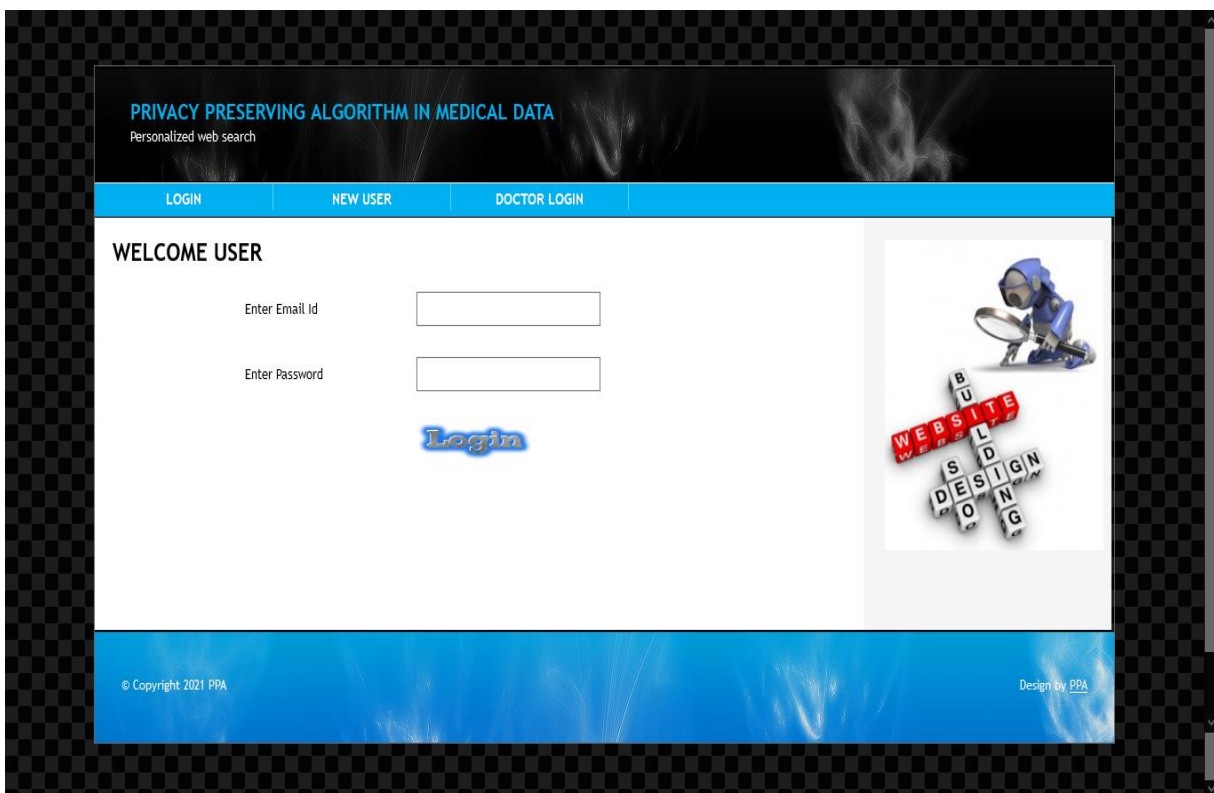 PRIVACY PRESERVING ALGORITHM IN MEDICAL DATA
Personalized web search
LOGIN NEW USER DOCTOR LOGIN
WELCOME USER
Enter Email Id
Enter Password
Login
BUILDING
WEBSITE
SEO
DESIGN
© Copyright 2021 PPA
Design by PPA